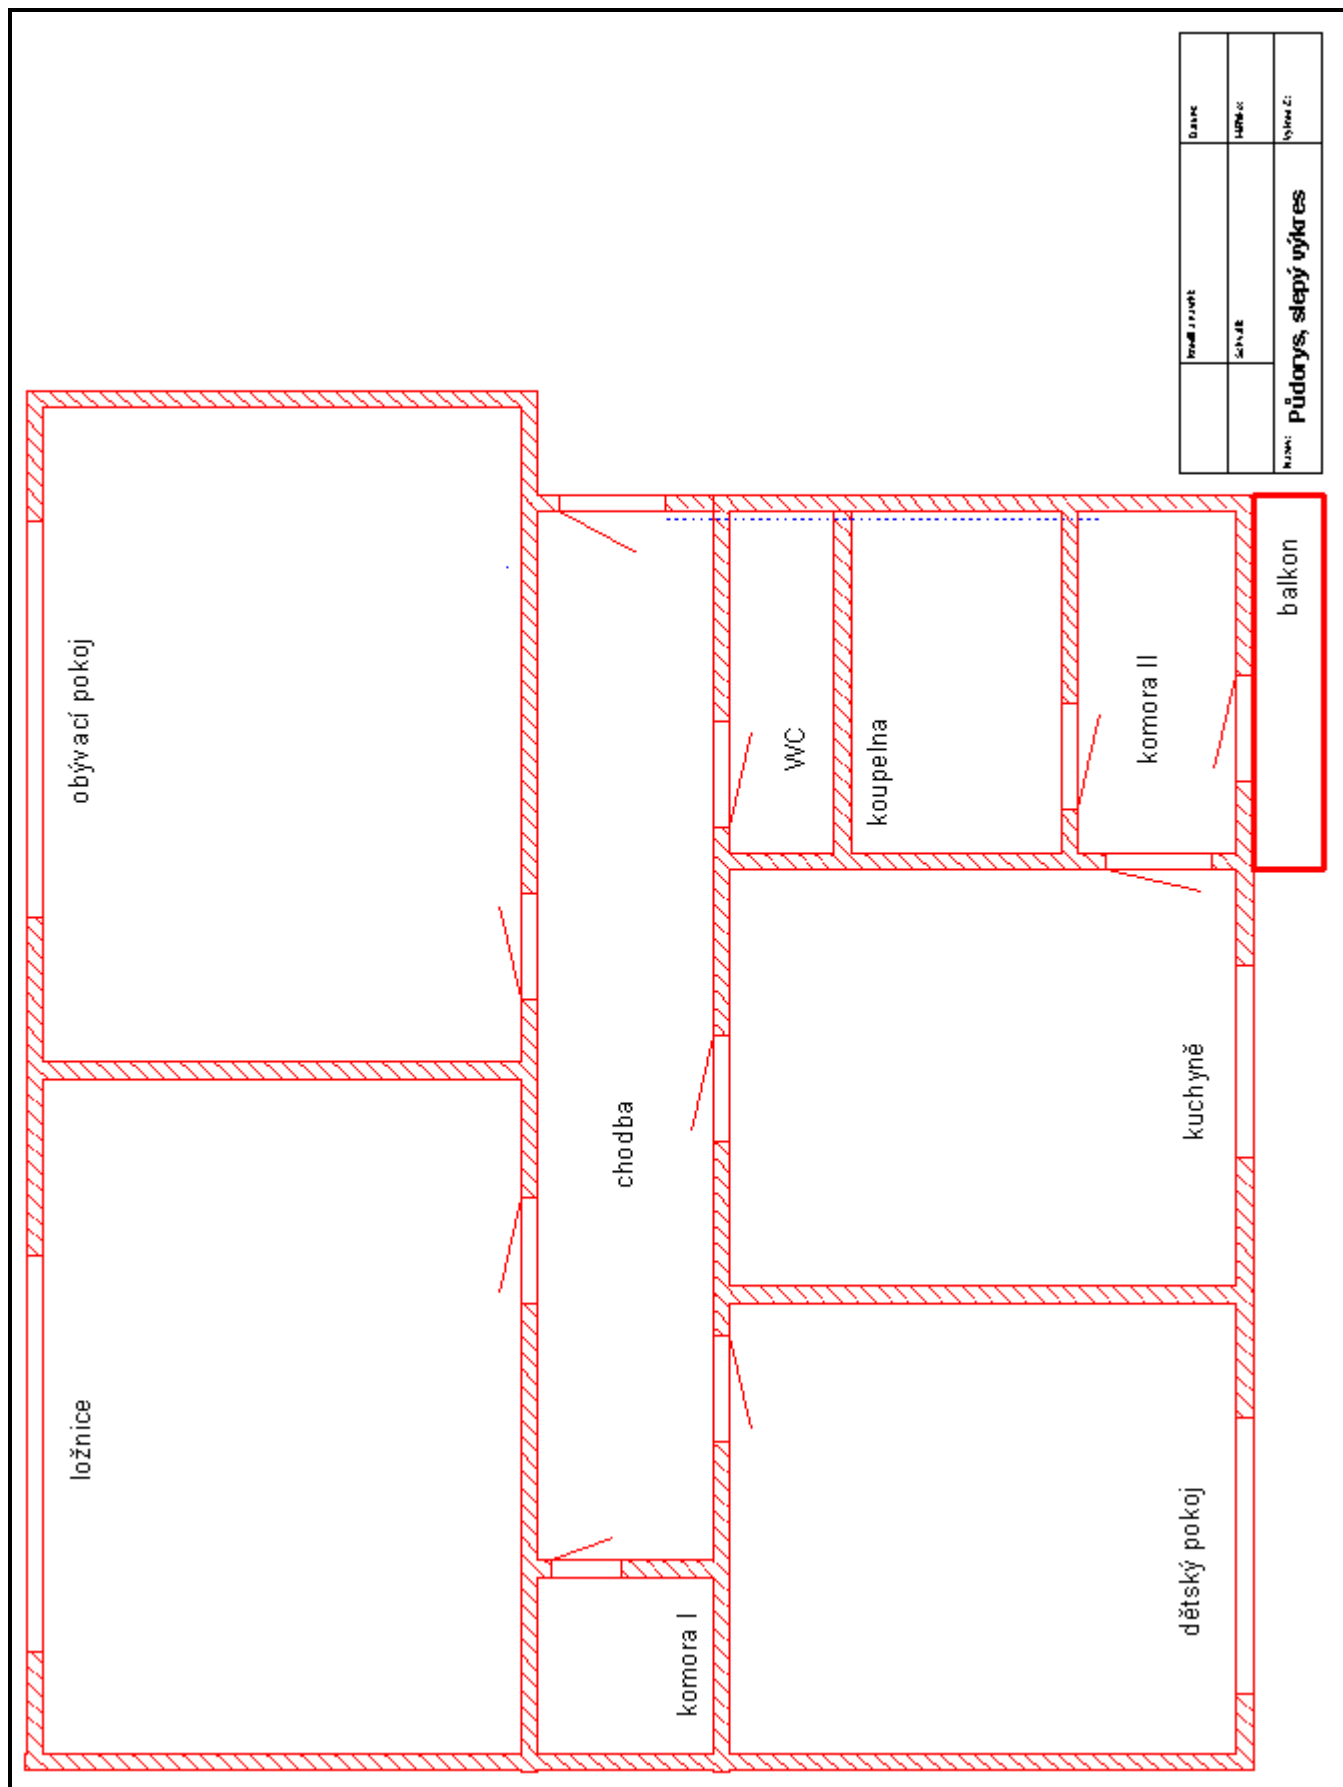 obývací pokoj
ložnice
chodba
komora I
WC
koupelna
komora II
balkon
kuchyně
dětský pokoj
Půdorys, slepý výkres